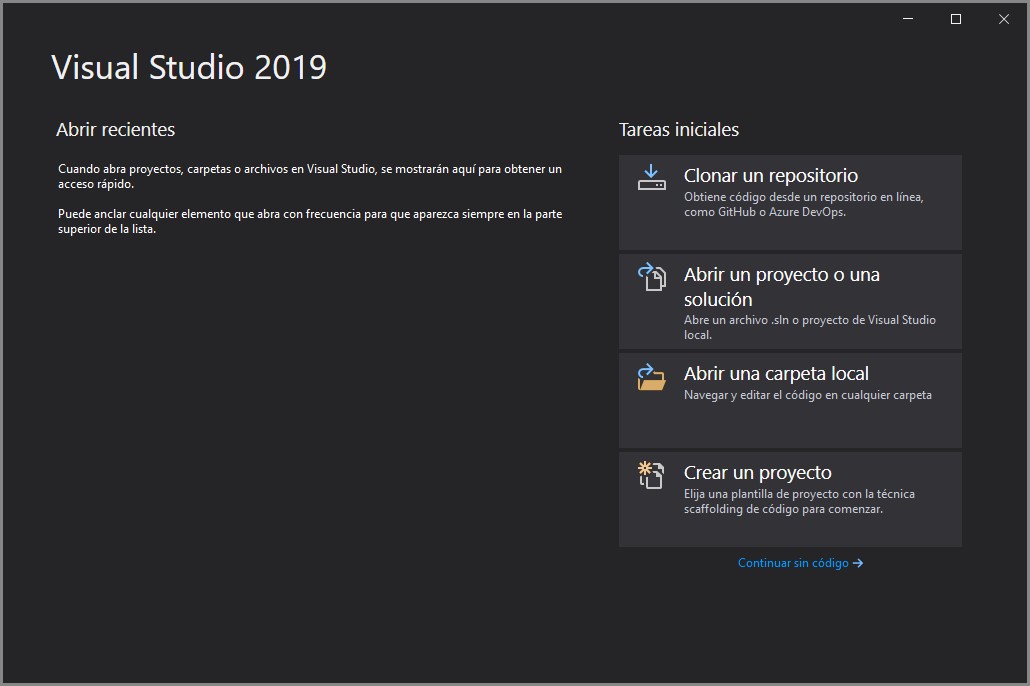 Visual Studio 2019
Abrir recientes
Cuando abra proyectos, carpetas o archivos en Visual Studio, se mostrarán aquí para obtener un
acceso rápido.
Puede anclar cualquier elemento que abra con frecuencia para que aparezca siempre en la parte
superior de la lista.
Tareas iniciales
Clonar un repositorio
Obtiene código desde un repositorio en línea,
como GitHub o Azure DevOps.
Abrir un proyecto o una
solución
Abre un archivo .sln o proyecto de Visual Studio
local.
Abrir una carpeta local
Navegar y editar el código en cualquier carpeta
Crear un proyecto
Elija una plantilla de proyecto con la técnica
scaffolding de código para comenzar.
Continuar sin código →